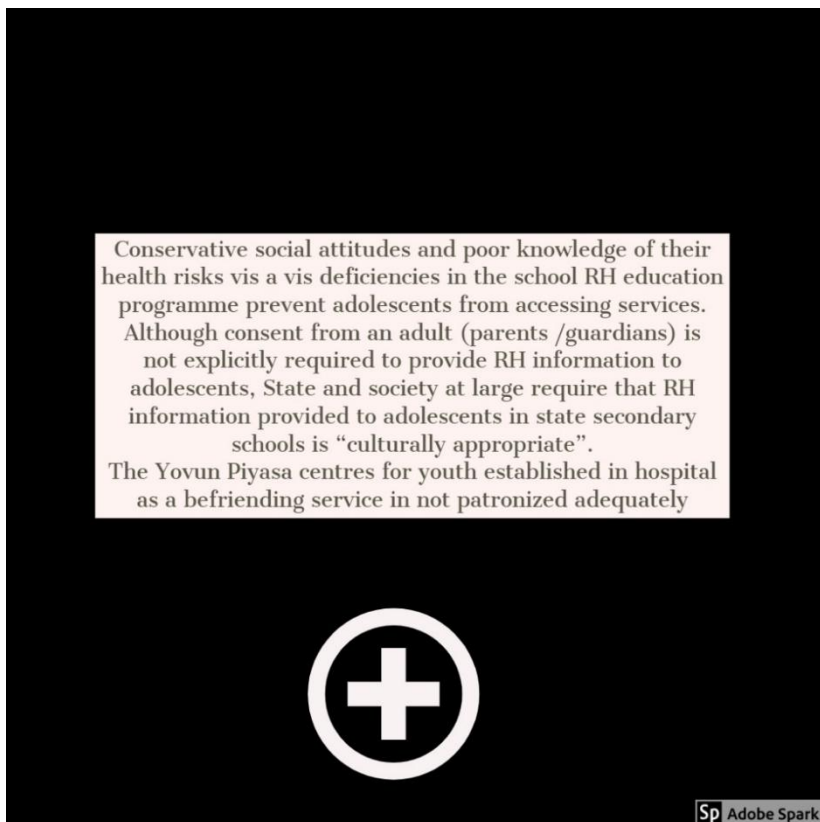 Conservative social attitudes and poor knowledge of their
health risks vis a vis deficiencies in the school RH education
programme prevent adolescents from accessing services.
Although consent from an adult (parents /guardians) is
not explicitly required to provide RH information to
adolescents, State and society at large require that RH
information provided to adolescents in state secondary
schools is “culturally appropriate”.
The Yovun Piyasa centres for youth established in hospital
as a befriending service in not patronized adequately
Sp Adobe Spark